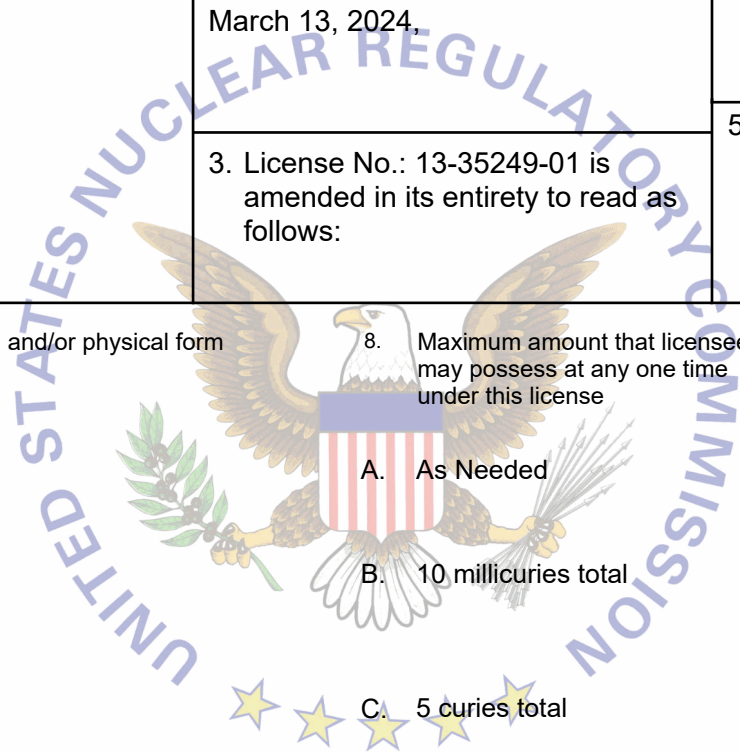 March 13, 2024,
5
3. License No.: 13-35249-01 is
amended in its entirety to read as
follows:
and/or physical form
8. Maximum amount that licensee
may possess at any one time
under this license
A. As Needed
B. 10 millicuries total
C. 5 curies total
UNITED STATES NUCLEAR REGULATORY COMMISSION